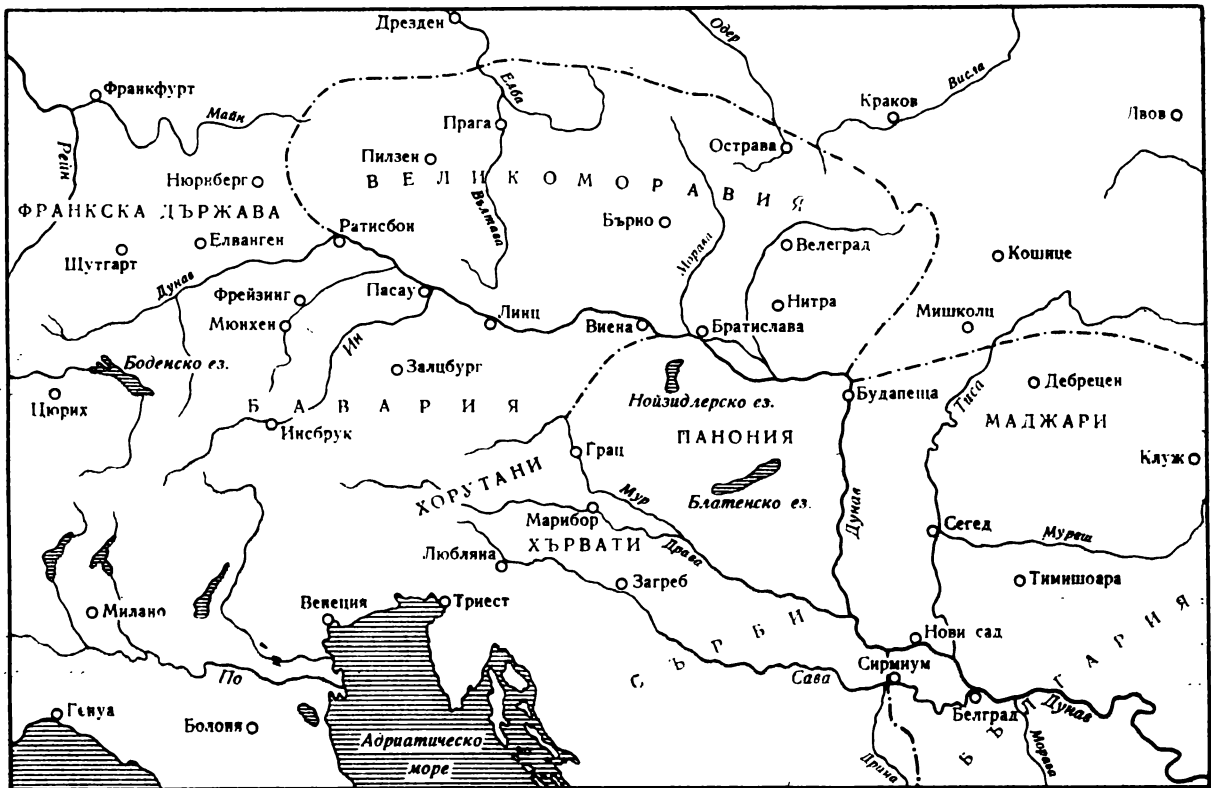 Дрезден
Одер
Висла
Франкфурт
Елба
Краков
Лвов
Майн
Прага
Острава
Рейн
Пилзен
Нюрнберг
ВЕЛИКОМОРАВИЯ
ФРАНКСКА ДЪРЖАВА
Вълтава
Бърно
Ратисбон
Елванген
Морава
Велеград
Щутгарт
Кошице
Дунав
Фрейзинг
Пасау
Нитра
Мюнхен
Линц
Виена
Братислава
Мишколц
Ин
Боденско ез.
Залцбург
Дебрецен
Цюрих
Нойзидлерско ез.
Будапеща
Тиса
БАВАРИЯ
Инсбрук
ПАНОНИЯ
МАДЖАРИ
Грац
Клуж
ХОРУТАНИ
Мур
Блатенско ез.
Дунав
Марибор
Сегед
Муреш
ХЪРВАТИ
Драва
Любляна
Загреб
Тимишоара
Милано
Венеция
Триест
Нови сад
СЪРБИ
Сирмиум
По
Сава
БЪЛГАРИЯ
Белград
Дунав
Генуа
Болоня
Адриатическо
море
Дрина
Морава